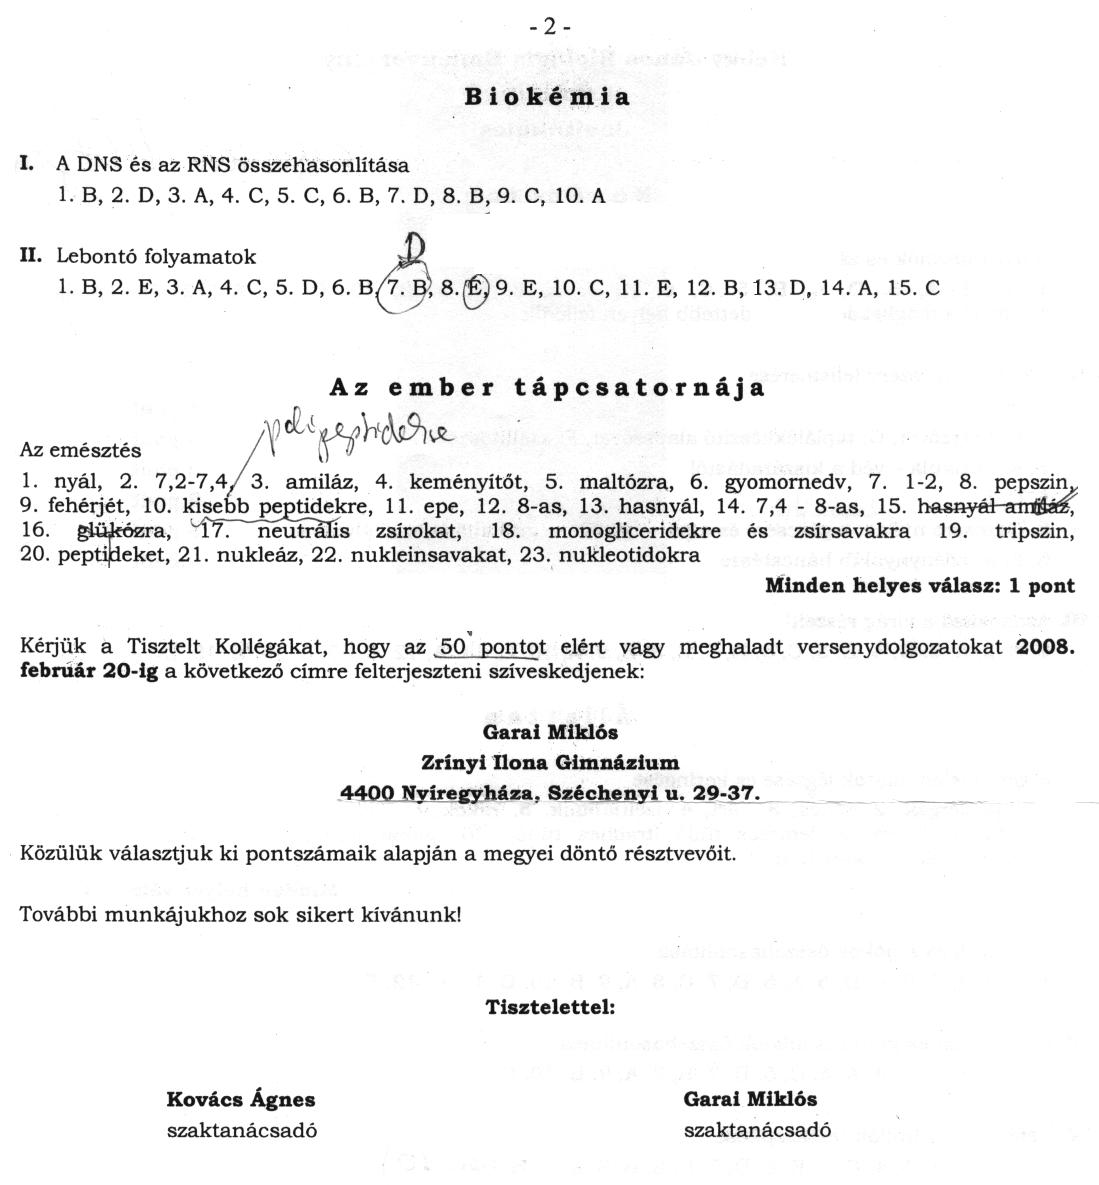 - 2 -
Biokémia
I. A DNS és az RNS összehasonlítása
1. B, 2. D, 3. A, 4. C, 5. C, 6. B, 7. D, 8. B, 9. C, 10. A
D
II. Lebontó folyamatok
1. B, 2. E, 3. A, 4. C, 5. D, 6. B, 7. B, 8. E, 9. E, 10. C, 11. E, 12. B, 13. D, 14. A, 15. C
Az ember tápcsatornája
polipeptidekre
Az emésztés
1. nyál, 2. 7,2-7,4, 3. amiláz, 4. keményítőt, 5. maltózra, 6. gyomornedv, 7. 1-2, 8. pepszin,
9. fehérjét, 10. kisebb peptidekre, 11. epe, 12. 8-as, 13. hasnyál, 14. 7,4 - 8-as, 15. hasnyál amiláz,
16. glükózra, 17. neutrális zsírokat, 18. monogliceridekre és zsírsavakra 19. tripszin,
20. peptideket, 21. nukleáz, 22. nukleinsavakat, 23. nukleotidokra
Minden helyes válasz: 1 pont
Kérjük a Tisztelt Kollégákat, hogy az 50 pontot elért vagy meghaladt versenydolgozatokat 2008.
február 20-ig a következő címre felterjeszteni szíveskedjenek:
Garai Miklós
Zrínyi Ilona Gimnázium
4400 Nyíregyháza, Széchenyi u. 29-37.
Közülük választjuk ki pontszámaik alapján a megyei döntő résztvevőit.
További munkájukhoz sok sikert kívánunk!
Tisztelettel:
Kovács Ágnes Garai Miklós
szaktanácsadó szaktanácsadó